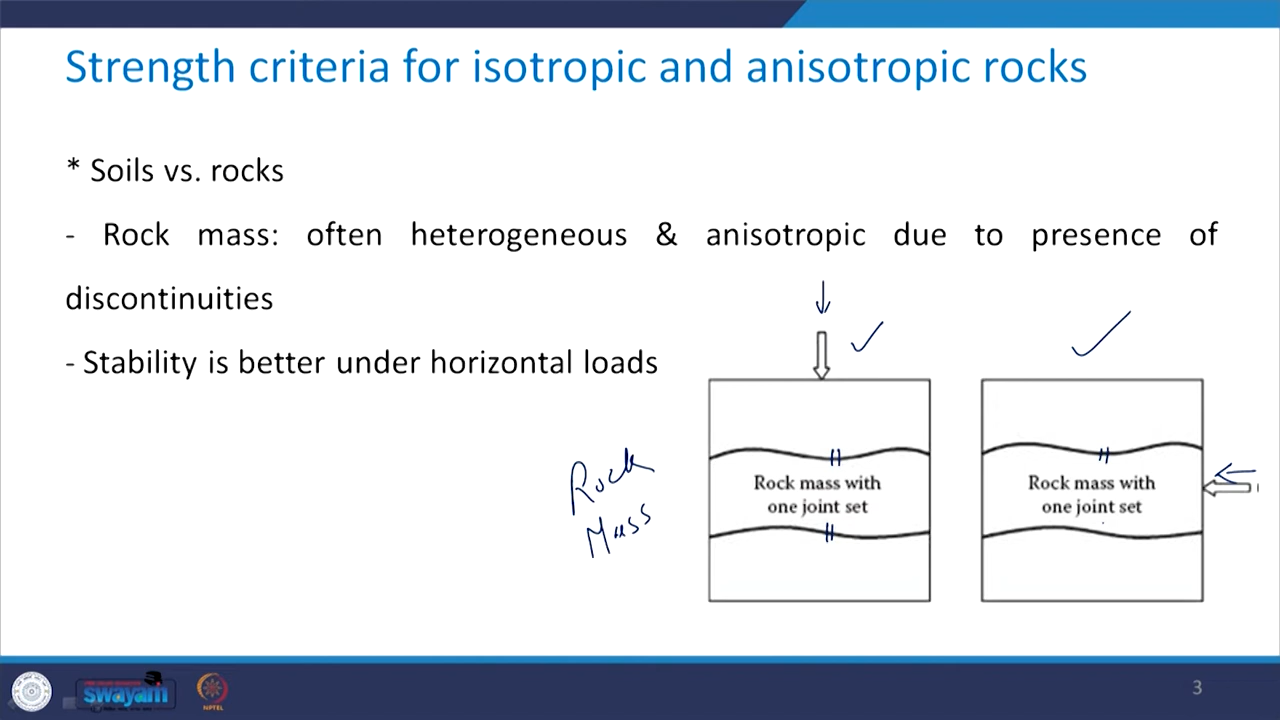 Strength criteria for isotropic and anisotropic rocks
* Soils vs. rocks
- Rock mass: often heterogeneous & anisotropic due to presence of
discontinuities
- Stability is better under horizontal loads
Rock
Mass
Rock mass with
one joint set
Rock mass with
one joint set
swayam
NPTEL
3